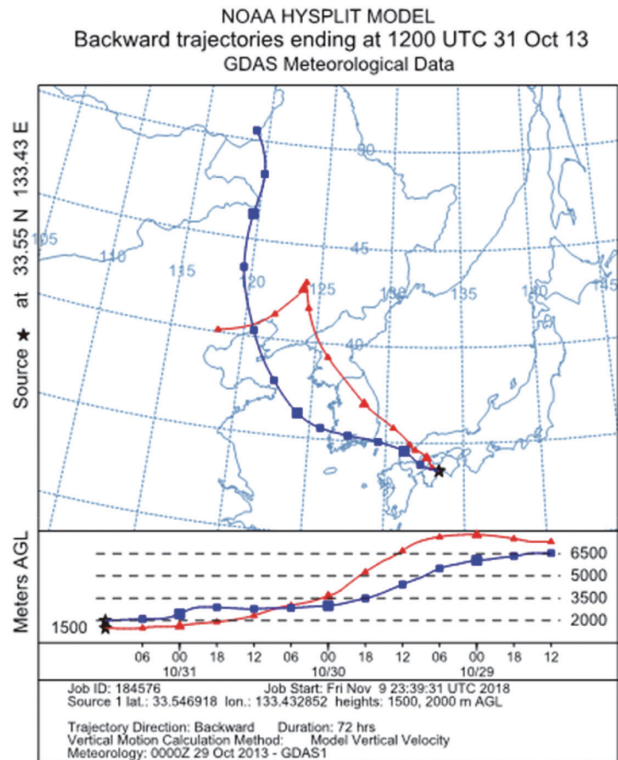 NOAA HYSPLIT MODEL
Backward trajectories ending at 1200 UTC 31 Oct 13
GDAS Meteorological Data
Source ★ at 33.55 N 133.43 E
50
45
105
110
115
120
125
130
135
140
145
40
Meters AGL
1500
6500
5000
3500
2000
06 00 18 12 06 00 18 12 06 00 18 12
10/31 10/30 10/29
Job ID: 184576 Job Start: Fri Nov 9 23:39:31 UTC 2018
Source 1 lat.: 33.546918 lon.: 133.432852 heights: 1500, 2000 m AGL
Trajectory Direction: Backward Duration: 72 hrs
Vertical Motion Calculation Method: Model Vertical Velocity
Meteorology: 0000Z 29 Oct 2013 - GDAS1